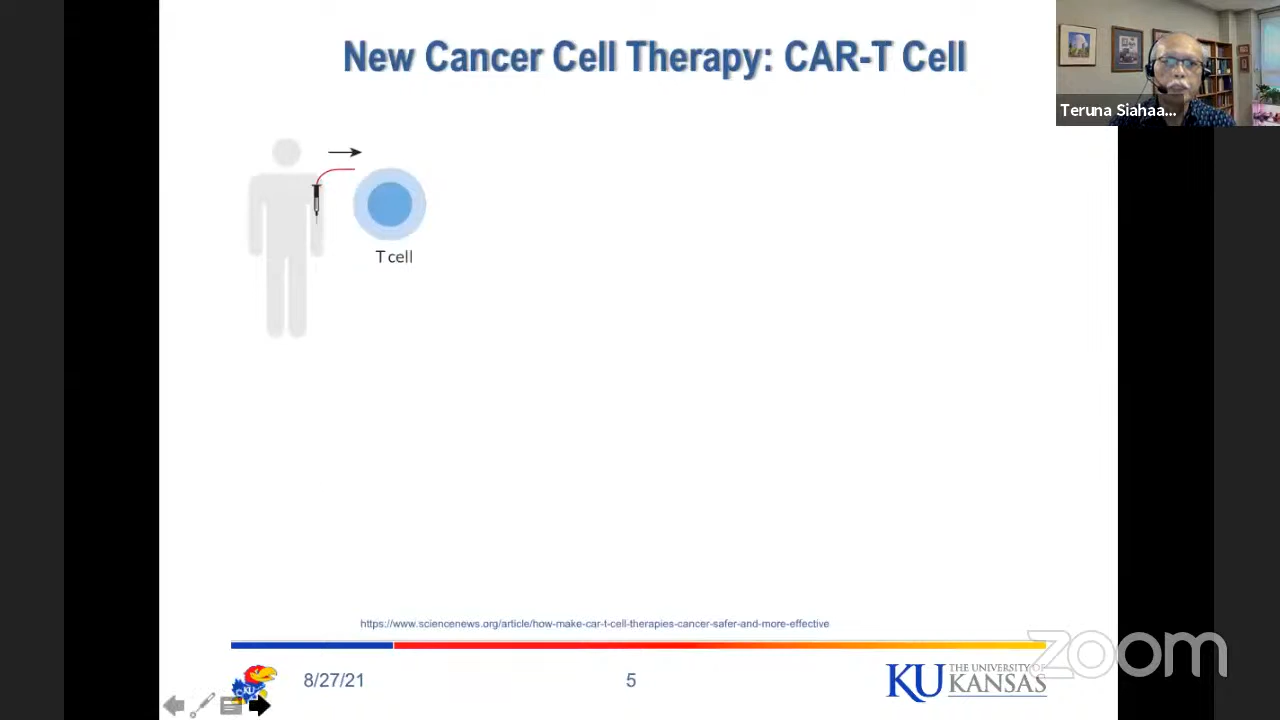 New Cancer Cell Therapy: CAR-T Cell
Teruna Siahaa...
T cell
https://www.sciencenews.org/article/how-make-car-t-cell-therapies-cancer-safer-and-more-effective
KU
8/27/21
5
KU
THE UNIVERSITY OF
KANSAS
zoom